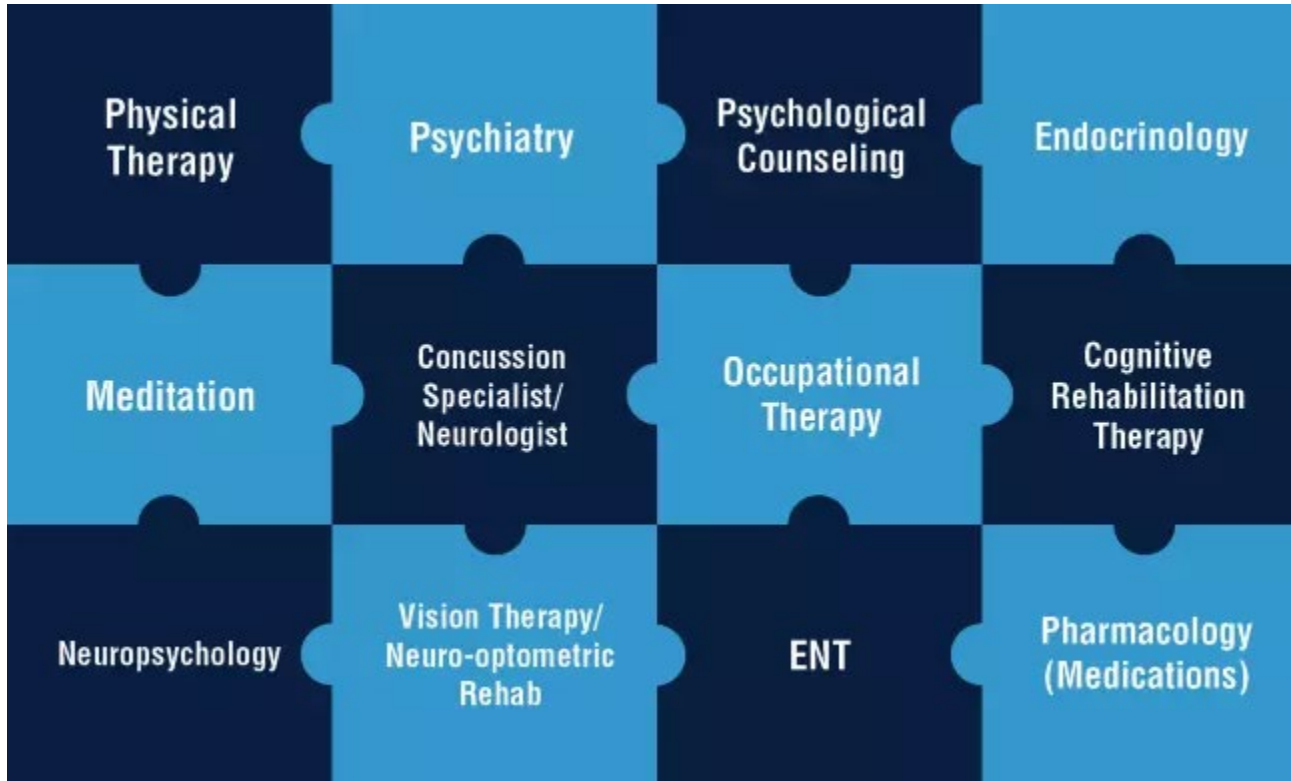 Physical
Therapy
Psychiatry
Psychological
Counseling
Endocrinology
Meditation
Concussion
Specialist/
Neurologist
Occupational
Therapy
Cognitive
Rehabilitation
Therapy
Neuropsychology
Vision Therapy/
Neuro-optometric
Rehab
ENT
Pharmacology
(Medications)